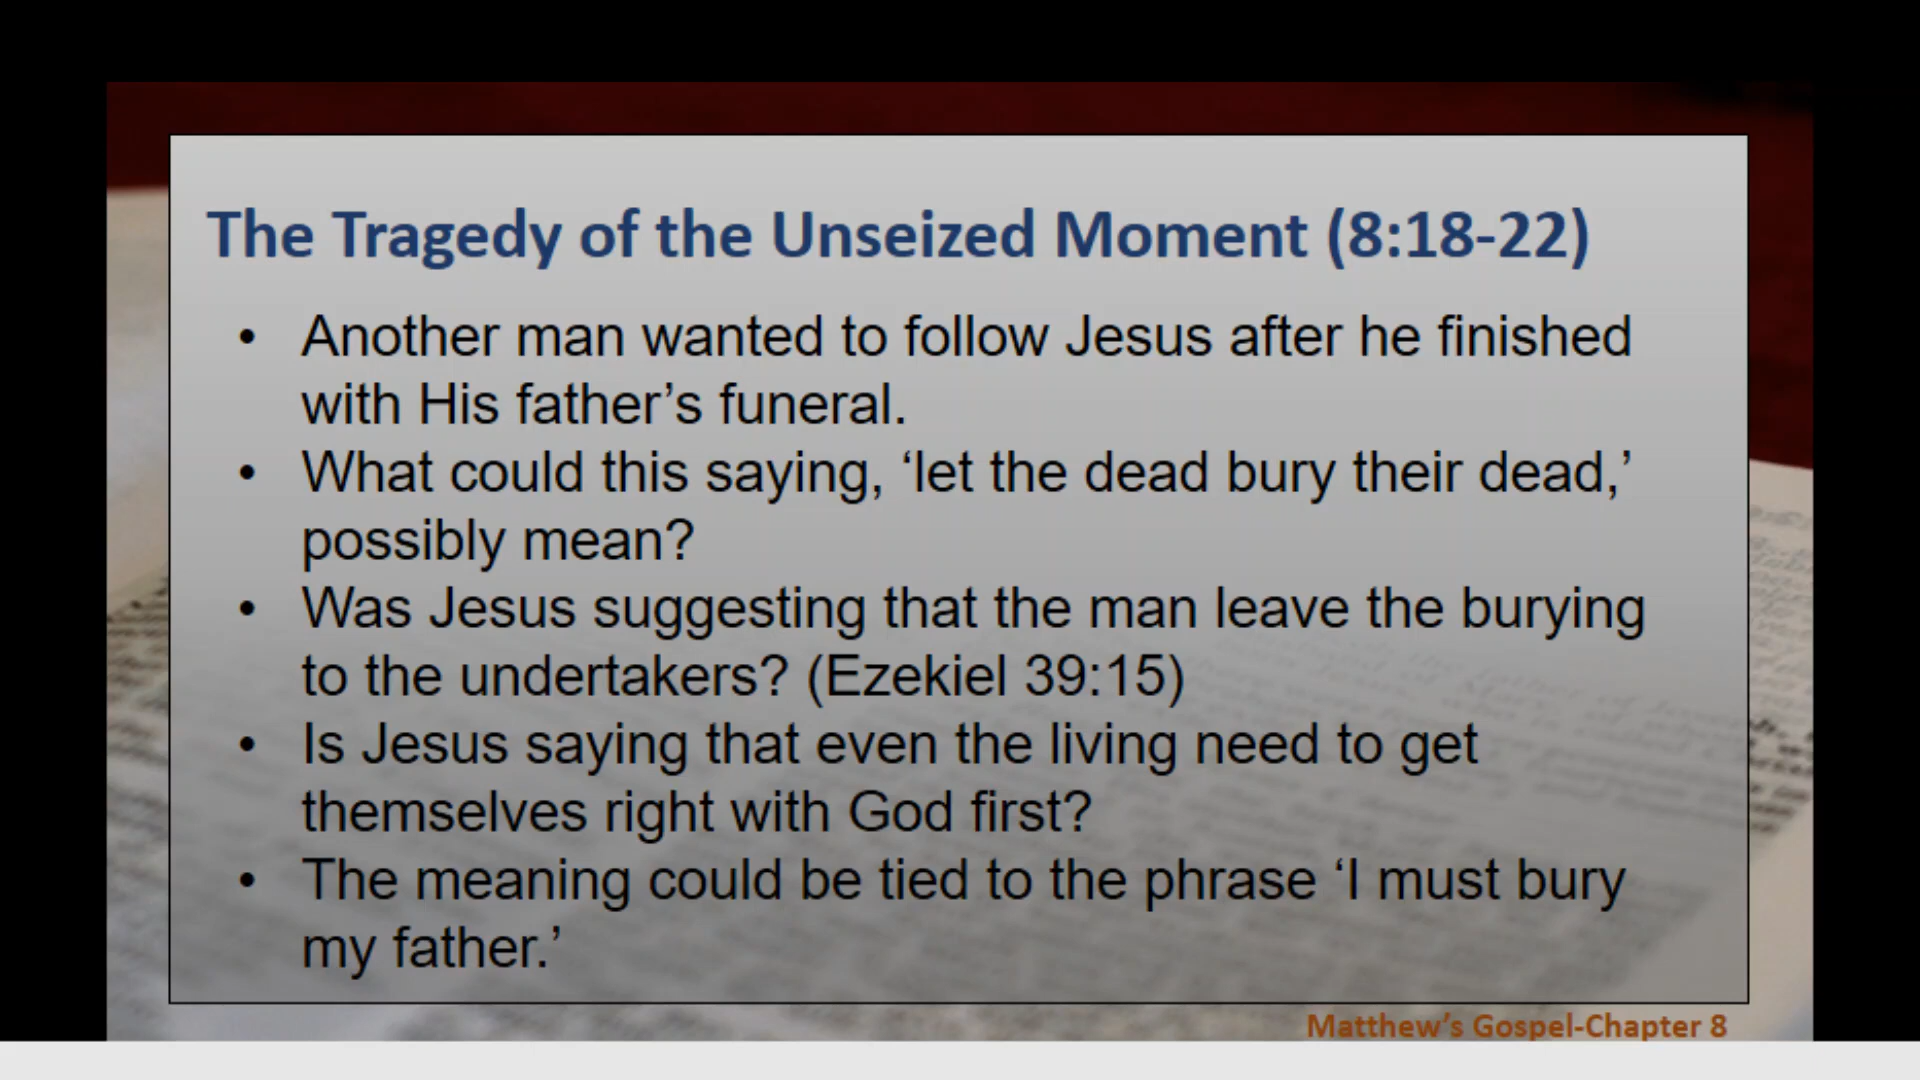 The Tragedy of the Unseized Moment (8:18-22)
• Another man wanted to follow Jesus after he finished
with His father’s funeral.
• What could this saying, ‘let the dead bury their dead,’
possibly mean?
• Was Jesus suggesting that the man leave the burying
to the undertakers? (Ezekiel 39:15)
• Is Jesus saying that even the living need to get
themselves right with God first?
• The meaning could be tied to the phrase ‘I must bury
my father.’
Matthew’s Gospel-Chapter 8